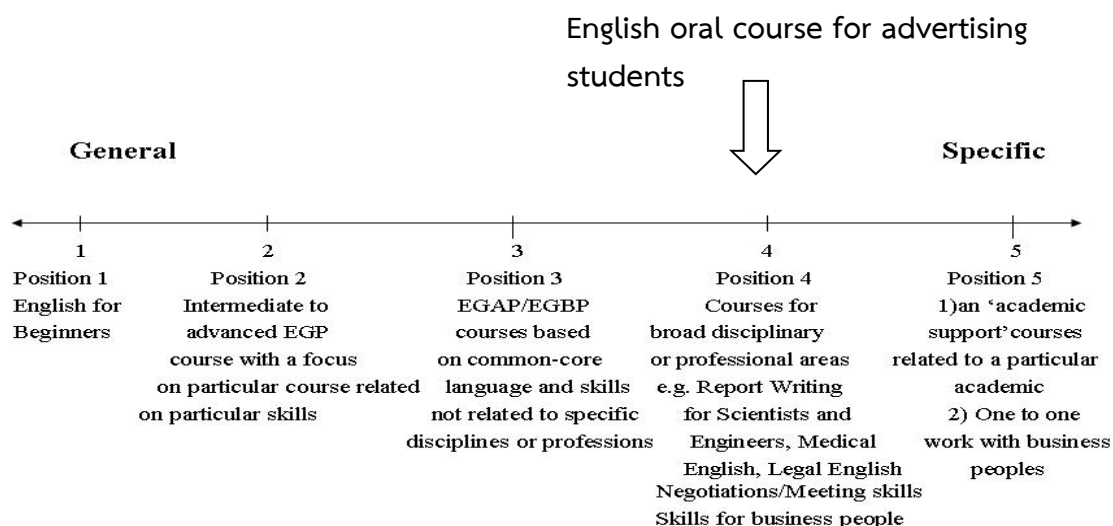 English oral course for advertising
students
General
Specific
1
2
3
4
5
Position 1
English for
Beginners
Position 2
Intermediate to
advanced EGP
course with a focus
on particular course related
on particular skills
Position 3
EGAP/EGBP
courses based
on common-core
language and skills
not related to specific
disciplines or professions
Position 4
Courses for
broad disciplinary
or professional areas
e.g. Report Writing
for Scientists and
Engineers, Medical
English, Legal English
Negotiations/Meeting skills
Skills for business people
Position 5
1)an ‘academic
support’courses
related to a particular
academic
2) One to one
work with business
peoples